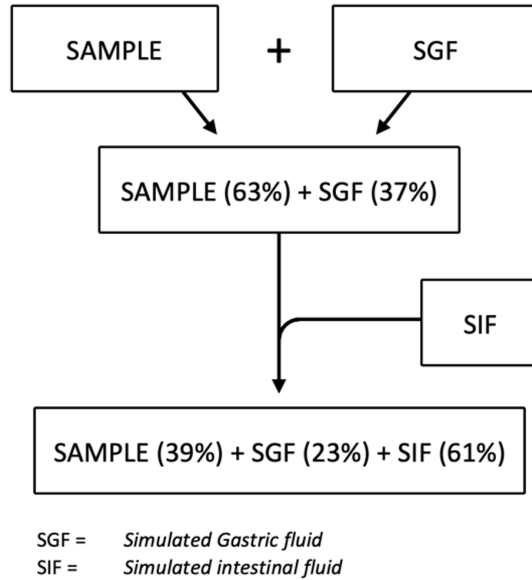 SAMPLE + SGF
SAMPLE (63%) + SGF (37%)
SIF
SAMPLE (39%) + SGF (23%) + SIF (61%)
SGF = Simulated Gastric fluid
SIF = Simulated intestinal fluid